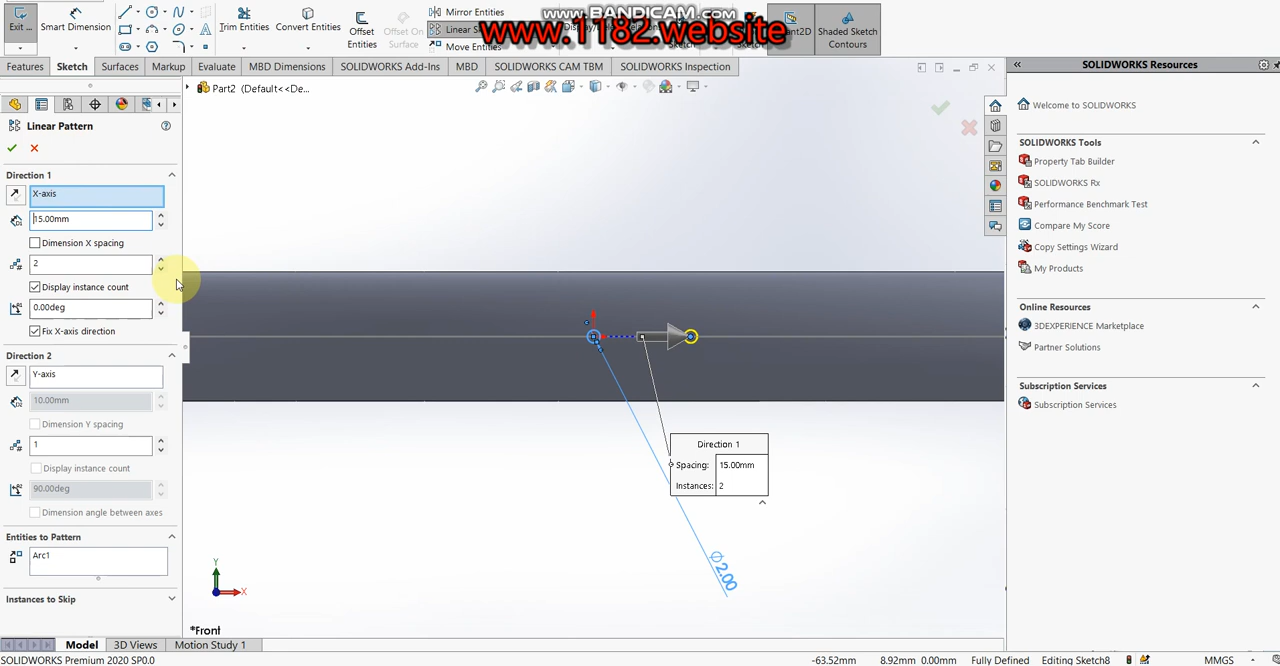 www.BANDICAM.com
www.1182.website
Exit ...
Smart Dimension
Trim Entities
Convert Entities
Offset Entities
Offset On Surface
Mirror Entities
Linear
Move Entities
Shaded Sketch Contours
Features
Sketch
Surfaces
Markup
Evaluate
MBD Dimensions
SOLIDWORKS Add-Ins
MBD
SOLIDWORKS CAM TBM
SOLIDWORKS Inspection
Part2 (Default<<De...
Linear Pattern
Direction 1
X-axis
15.00mm
Dimension X spacing
2
Display instance count
0.00deg
Fix X-axis direction
Direction 2
Y-axis
10.00mm
Dimension Y spacing
1
Display instance count
90.00deg
Dimension angle between axes
Entities to Pattern
Arc1
Instances to Skip
Direction 1
Spacing: 15.00mm
Instances: 2
∅2.00
Y
X
*Front
SOLIDWORKS Resources
Welcome to SOLIDWORKS
SOLIDWORKS Tools
Property Tab Builder
SOLIDWORKS Rx
Performance Benchmark Test
Compare My Score
Copy Settings Wizard
My Products
Online Resources
3DEXPERIENCE Marketplace
Partner Solutions
Subscription Services
Subscription Services
Model
3D Views
Motion Study 1
SOLIDWORKS Premium 2020 SP0.0
-63.52mm
8.92mm 0.00mm
Fully Defined
Editing Sketch8
MMGS